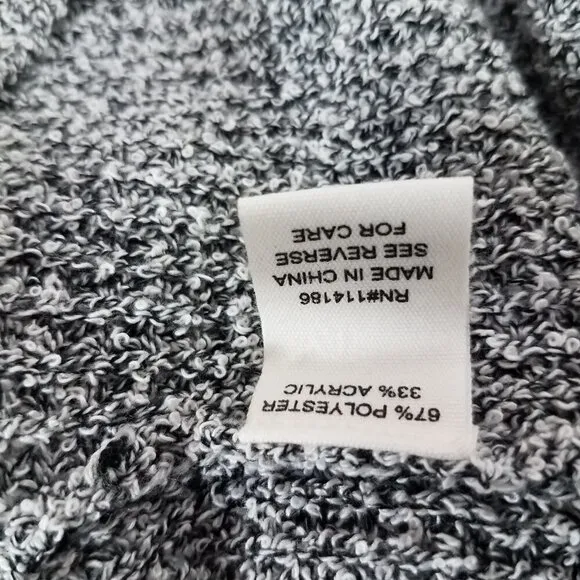 67% POLYESTER
33% ACRYLIC
RN#114186
MADE IN CHINA
SEE REVERSE
FOR CARE